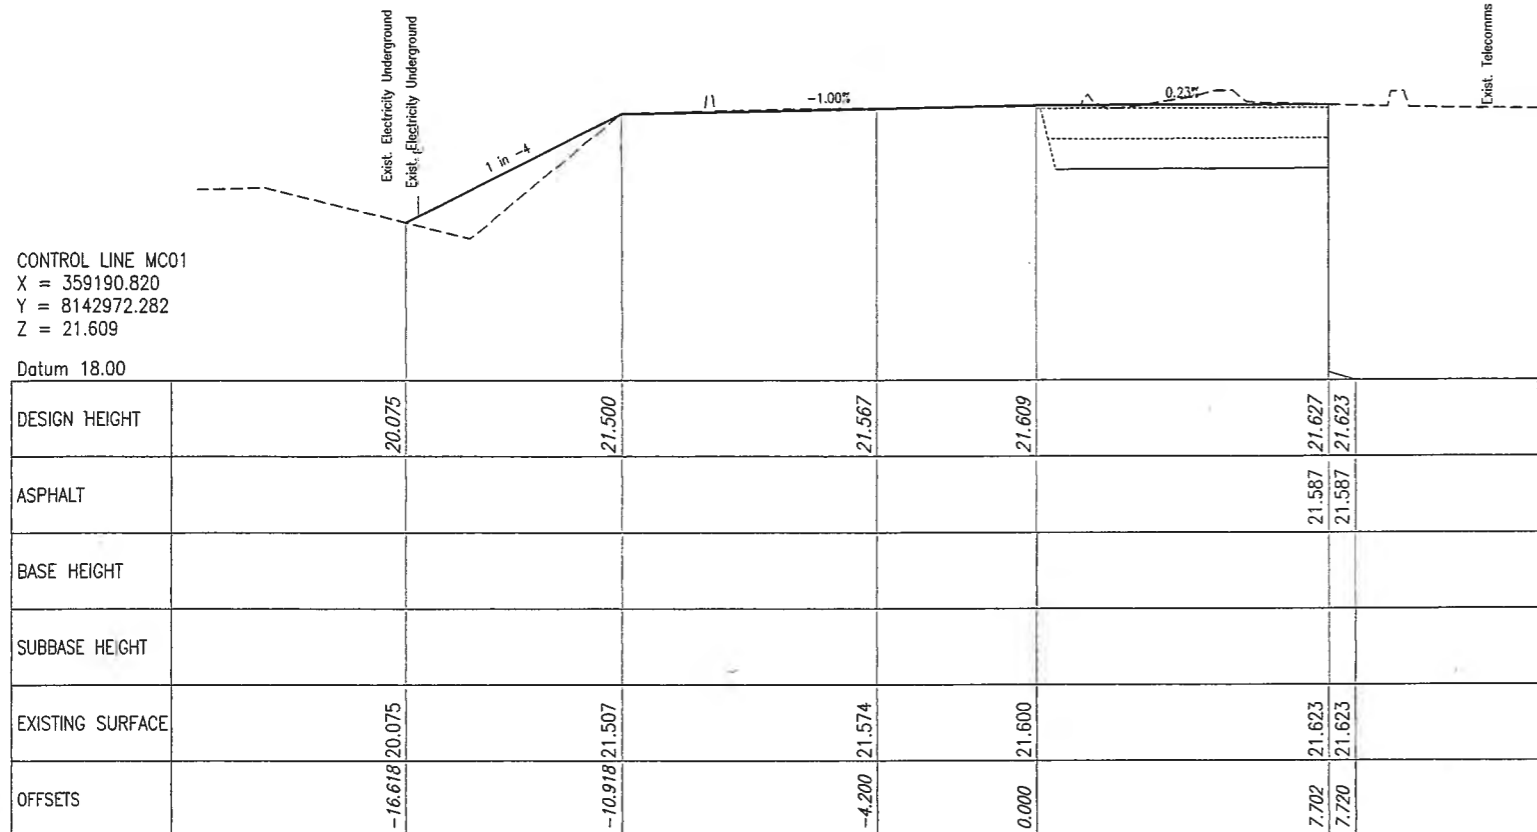 Exist. Electricity Underground
Exist. Electricity Underground
1 in -4
-1.00%
0.23%
Exist. Telecomms
CONTROL LINE MC01
X = 359190.820
Y = 8142972.282
Z = 21.609
Datum 18.00
DESIGN HEIGHT 20.075 21.500 21.567 21.609 21.627 21.623
ASPHALT 21.587 21.587
BASE HEIGHT
SUBBASE HEIGHT
EXISTING SURFACE 20.075 21.507 21.574 21.600 21.623 21.623
OFFSETS -16.618 -10.918 -4.200 0.000 7.702 7.720